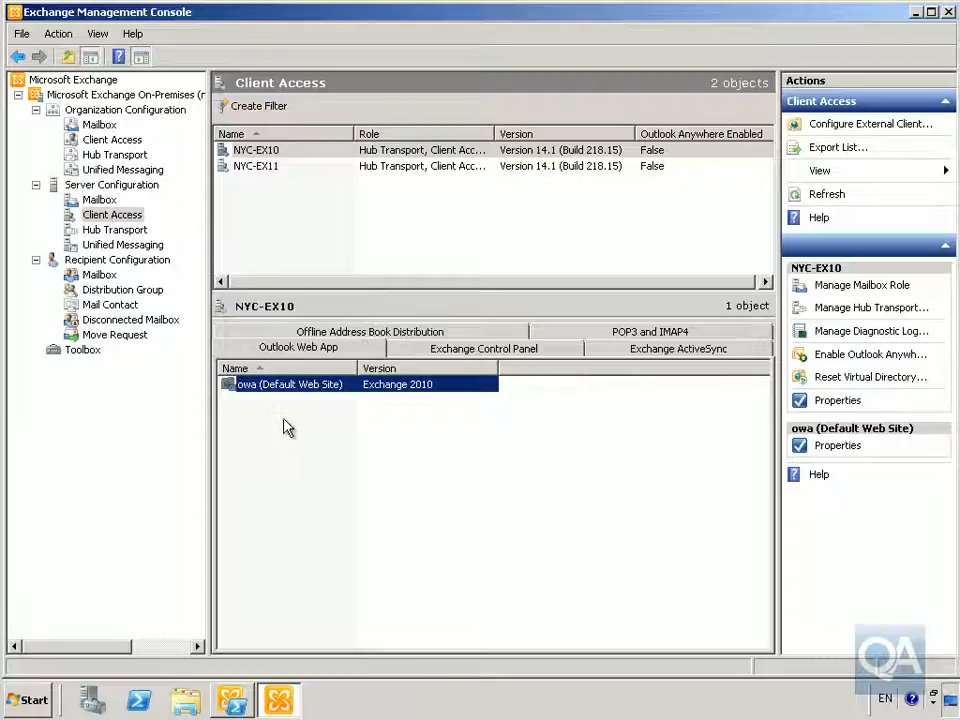 Exchange Management Console
File Action View Help
Microsoft Exchange
Microsoft Exchange On-Premises (r
Organization Configuration
Mailbox
Client Access
Hub Transport
Unified Messaging
Server Configuration
Mailbox
Client Access
Hub Transport
Unified Messaging
Recipient Configuration
Mailbox
Distribution Group
Mail Contact
Disconnected Mailbox
Move Request
Toolbox
Client Access 2 objects
Create Filter
Name Role Version Outlook Anywhere Enabled
NYC-EX10 Hub Transport, Client Acc... Version 14.1 (Build 218.15) False
NYC-EX11 Hub Transport, Client Acc... Version 14.1 (Build 218.15) False
NYC-EX10 1 object
Offline Address Book Distribution POP3 and IMAP4
Outlook Web App Exchange Control Panel Exchange ActiveSync
Name Version
owa (Default Web Site) Exchange 2010
Actions
Client Access
Configure External Client...
Export List...
View
Refresh
Help
NYC-EX10
Manage Mailbox Role
Manage Hub Transport...
Manage Diagnostic Log...
Enable Outlook Anywh...
Reset Virtual Directory...
Properties
owa (Default Web Site)
Properties
Help
QA
Start EN